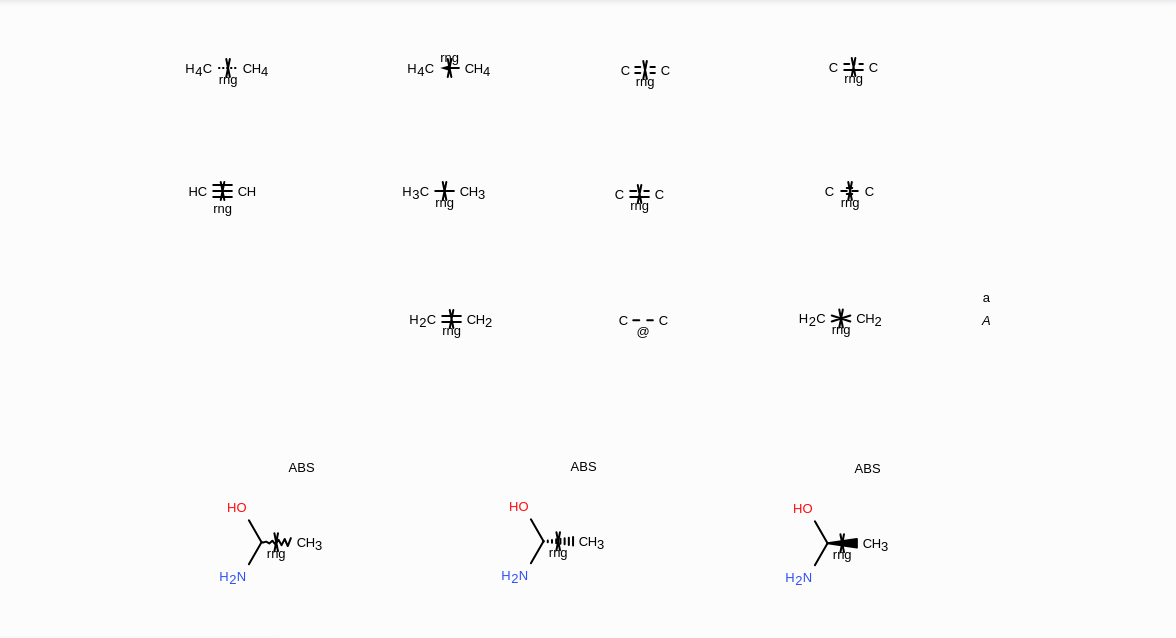 H4C CH4
rng
rng
H4C CH4
C C
rng
C C
rng
HC CH
rng
H3C CH3
rng
C C
rng
C C
rng
H2C CH2
rng
C C
@
H2C CH2
rng
a
A
ABS
HO
CH3
rng
H2N
ABS
HO
CH3
rng
H2N
ABS
HO
CH3
rng
H2N